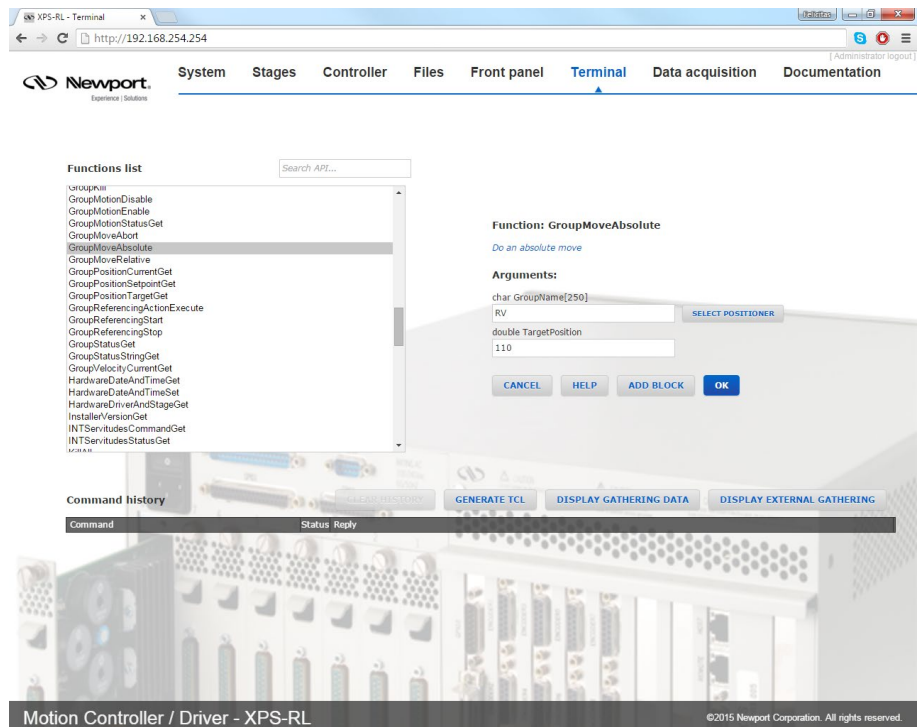 XPS-RL - Terminal
Felicitas
http://192.168.254.254
[ Administrator logout ]
Newport.
Experience | Solutions
System Stages Controller Files Front panel Terminal Data acquisition Documentation
Functions list
Search API...
GroupKill
GroupMotionDisable
GroupMotionEnable
GroupMotionStatusGet
GroupMoveAbort
GroupMoveAbsolute
GroupMoveRelative
GroupPositionCurrentGet
GroupPositionSetpointGet
GroupPositionTargetGet
GroupReferencingActionExecute
GroupReferencingStart
GroupReferencingStop
GroupStatusGet
GroupStatusStringGet
GroupVelocityCurrentGet
HardwareDateAndTimeGet
HardwareDateAndTimeSet
HardwareDriverAndStageGet
InstallerVersionGet
INTServitudesCommandGet
INTServitudesStatusGet
KillAll
Function: GroupMoveAbsolute
Do an absolute move
Arguments:
char GroupName[250]
RV
SELECT POSITIONER
double TargetPosition
110
CANCEL HELP ADD BLOCK OK
Command history
CLEAR HISTORY GENERATE TCL DISPLAY GATHERING DATA DISPLAY EXTERNAL GATHERING
Command Status Reply
Motion Controller / Driver - XPS-RL
©2015 Newport Corporation. All rights reserved